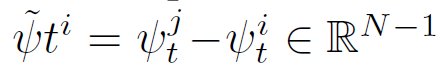 $\tilde{\psi}t^{i} = \psi_{t}^{j} - \psi_{t}^{i} \in \mathbb{R}^{N-1}$